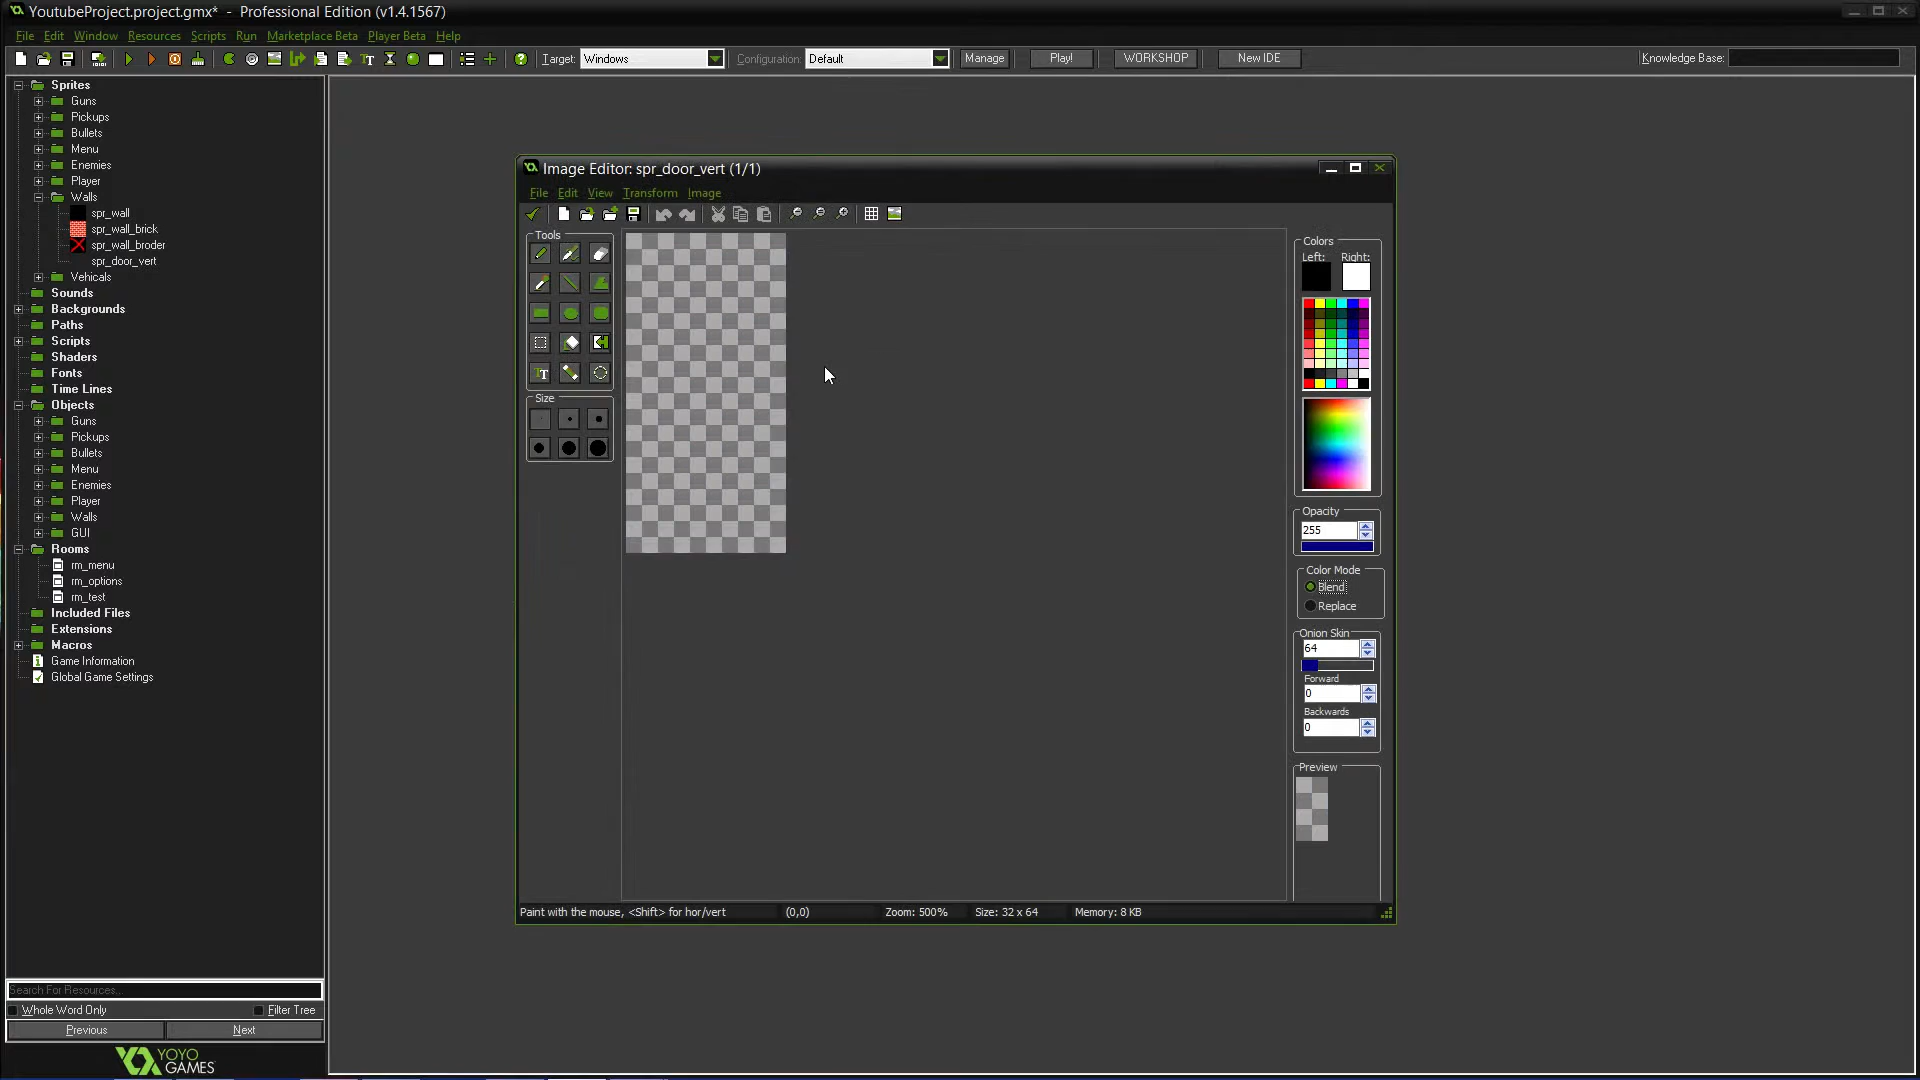 YoutubeProject.project.gmx* - Professional Edition (v1.4.1567)
File Edit Window Resources Scripts Run Marketplace Beta Player Beta Help
Target: Windows Configuration: Default Manage Play! WORKSHOP New IDE Knowledge Base:
Sprites
Guns
Pickups
Bullets
Menu
Enemies
Player
Walls
spr_wall
spr_wall_brick
spr_wall_broder
spr_door_vert
Vehicals
Sounds
Backgrounds
Paths
Scripts
Shaders
Fonts
Time Lines
Objects
Guns
Pickups
Bullets
Menu
Enemies
Player
Walls
GUI
Rooms
rm_menu
rm_options
rm_test
Included Files
Extensions
Macros
Game Information
Global Game Settings
Search For Resources...
Whole Word Only Filter Tree
Previous Next
YOYO
GAMES
Image Editor: spr_door_vert (1/1)
File Edit View Transform Image
Tools
Size
Colors
Left: Right:
Opacity
255
Color Mode
Blend
Replace
Onion Skin
64
Forward
0
Backwards
0
Preview
Paint with the mouse, <Shift> for hor/vert (0,0) Zoom: 500% Size: 32 x 64 Memory: 8 KB